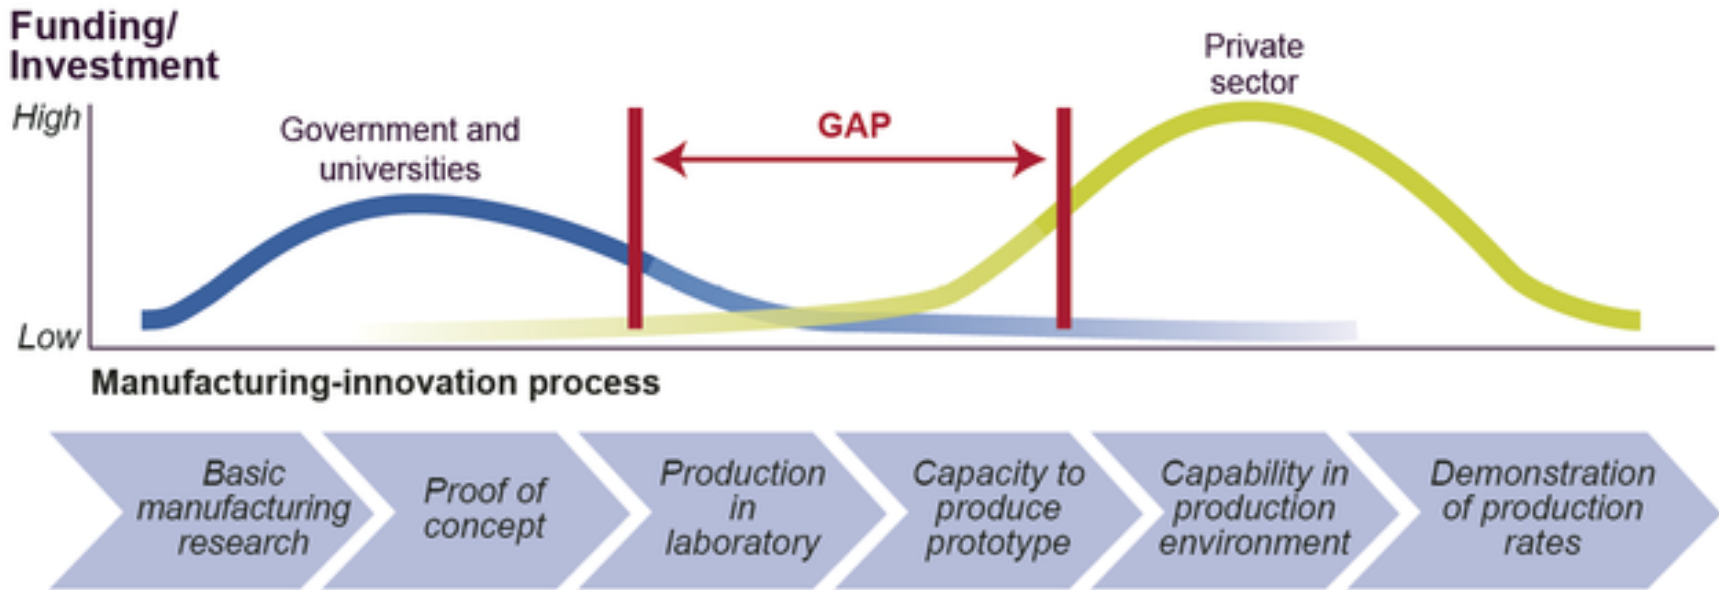 Funding/
Investment
High
Low
Government and
universities
GAP
Private
sector
Manufacturing-innovation process
Basic
manufacturing
research
Proof of
concept
Production
in
laboratory
Capacity to
produce
prototype
Capability in
production
environment
Demonstration
of production
rates